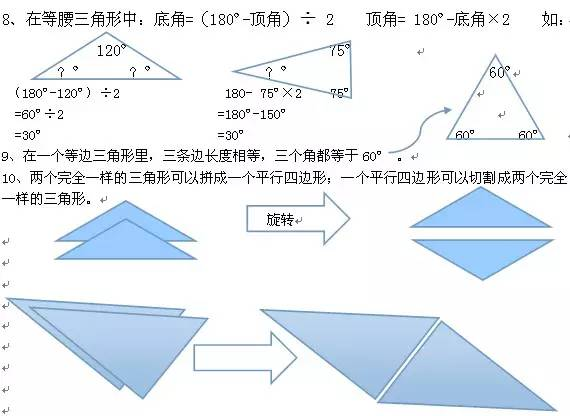 8、在等腰三角形中：底角=（180°-顶角）÷ 2　　顶角= 180°-底角×2　　如：
120°　　75°　　60°
? °　　? °　　? °　　75°　　60°　　60°
(180°-120°) ÷2　　180- 75°×2
=60°÷2　　=180°-150°
=30°　　=30°
9、在一个等边三角形里，三条边长度相等，三个角都等于 60° 。
10、两个完全一样的三角形可以拼成一个平行四边形；一个平行四边形可以切割成两个完全
一样的三角形。
旋转